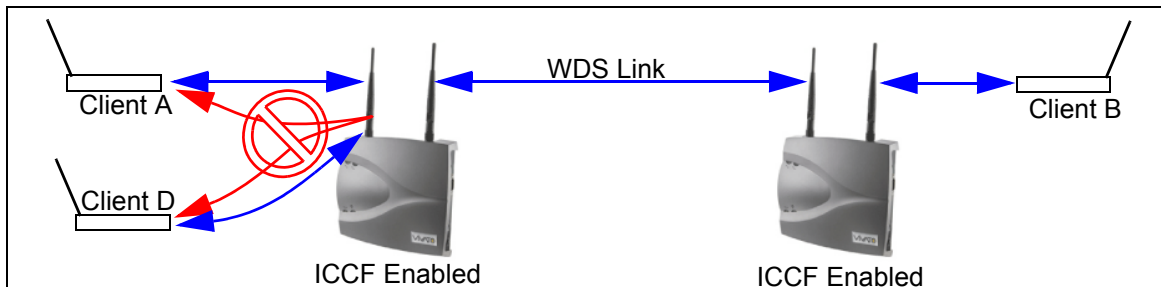 WDS Link
Client A
Client B
Client D
ICCF Enabled
ICCF Enabled